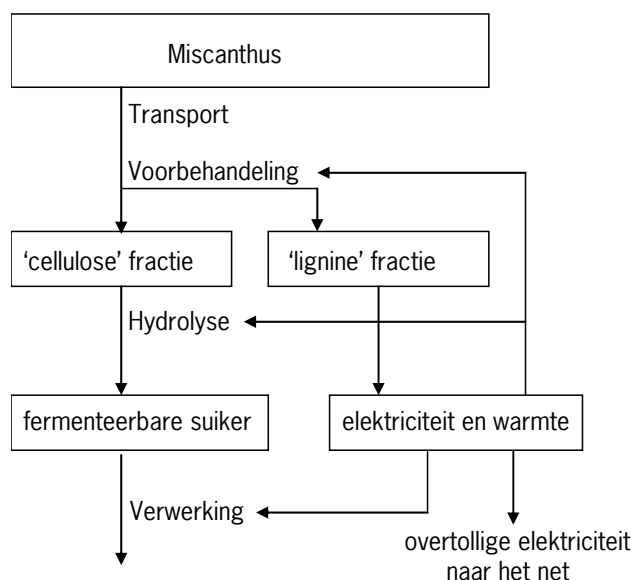 Miscanthus
Transport
Voorbehandeling
‘cellulose’ fractie
‘lignine’ fractie
Hydrolyse
fermenteerbare suiker
elektriciteit en warmte
Verwerking
overtollige elektriciteit
naar het net